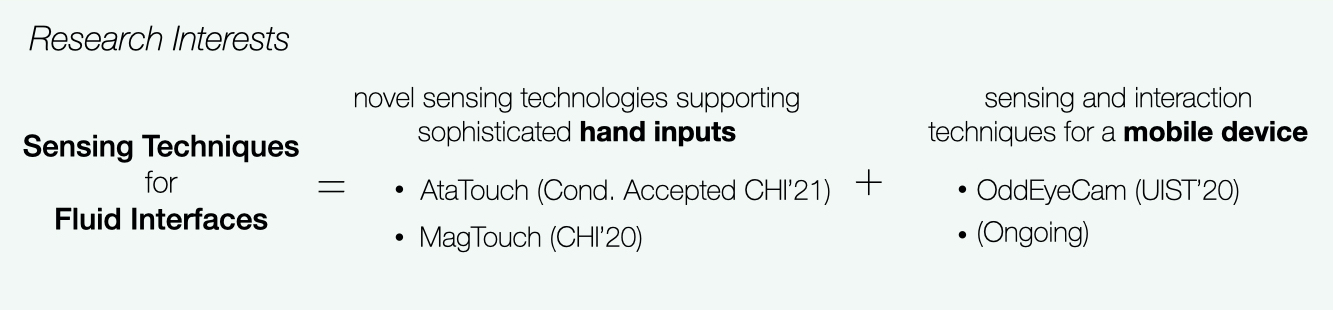 Research Interests
Sensing Techniques
for
Fluid Interfaces
=
novel sensing technologies supporting
sophisticated hand inputs
• AtaTouch (Cond. Accepted CHI'21)
• MagTouch (CHI'20)
+
sensing and interaction
techniques for a mobile device
• OddEyeCam (UIST'20)
• (Ongoing)